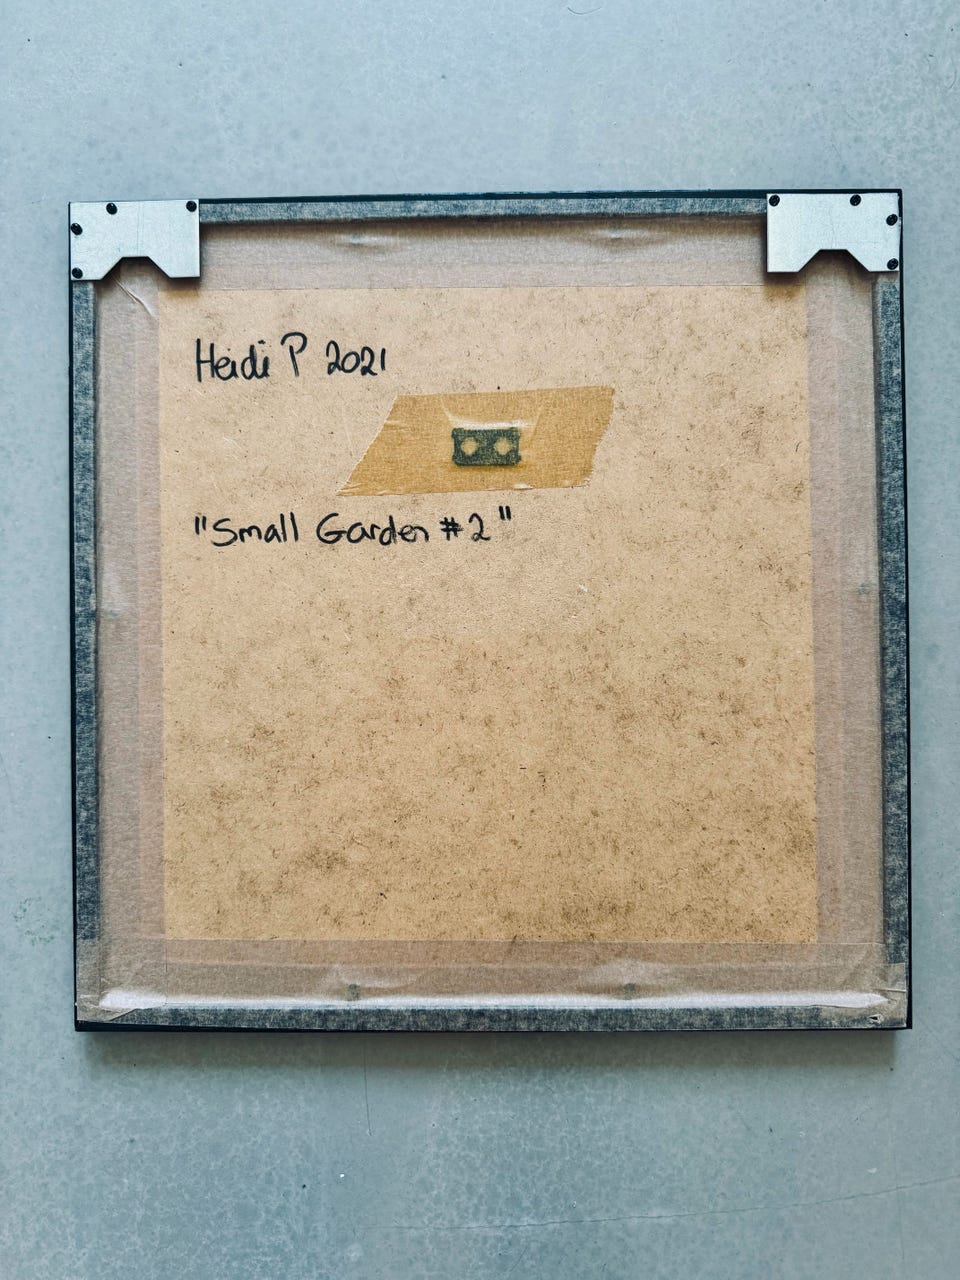 Heidi P 2021
"Small Garden #2"